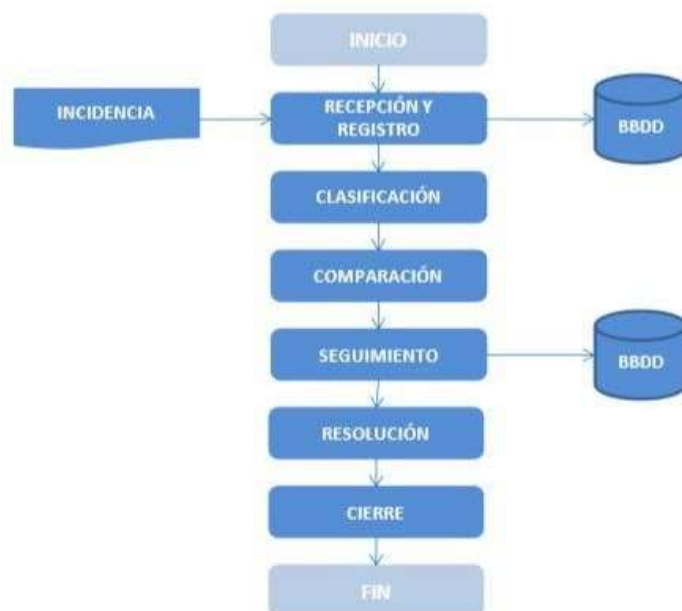 INICIO
INCIDENCIA
RECEPCIÓN Y
REGISTRO
BBDD
CLASIFICACIÓN
COMPARACIÓN
SEGUIMIENTO
BBDD
RESOLUCIÓN
CIERRE
FIN